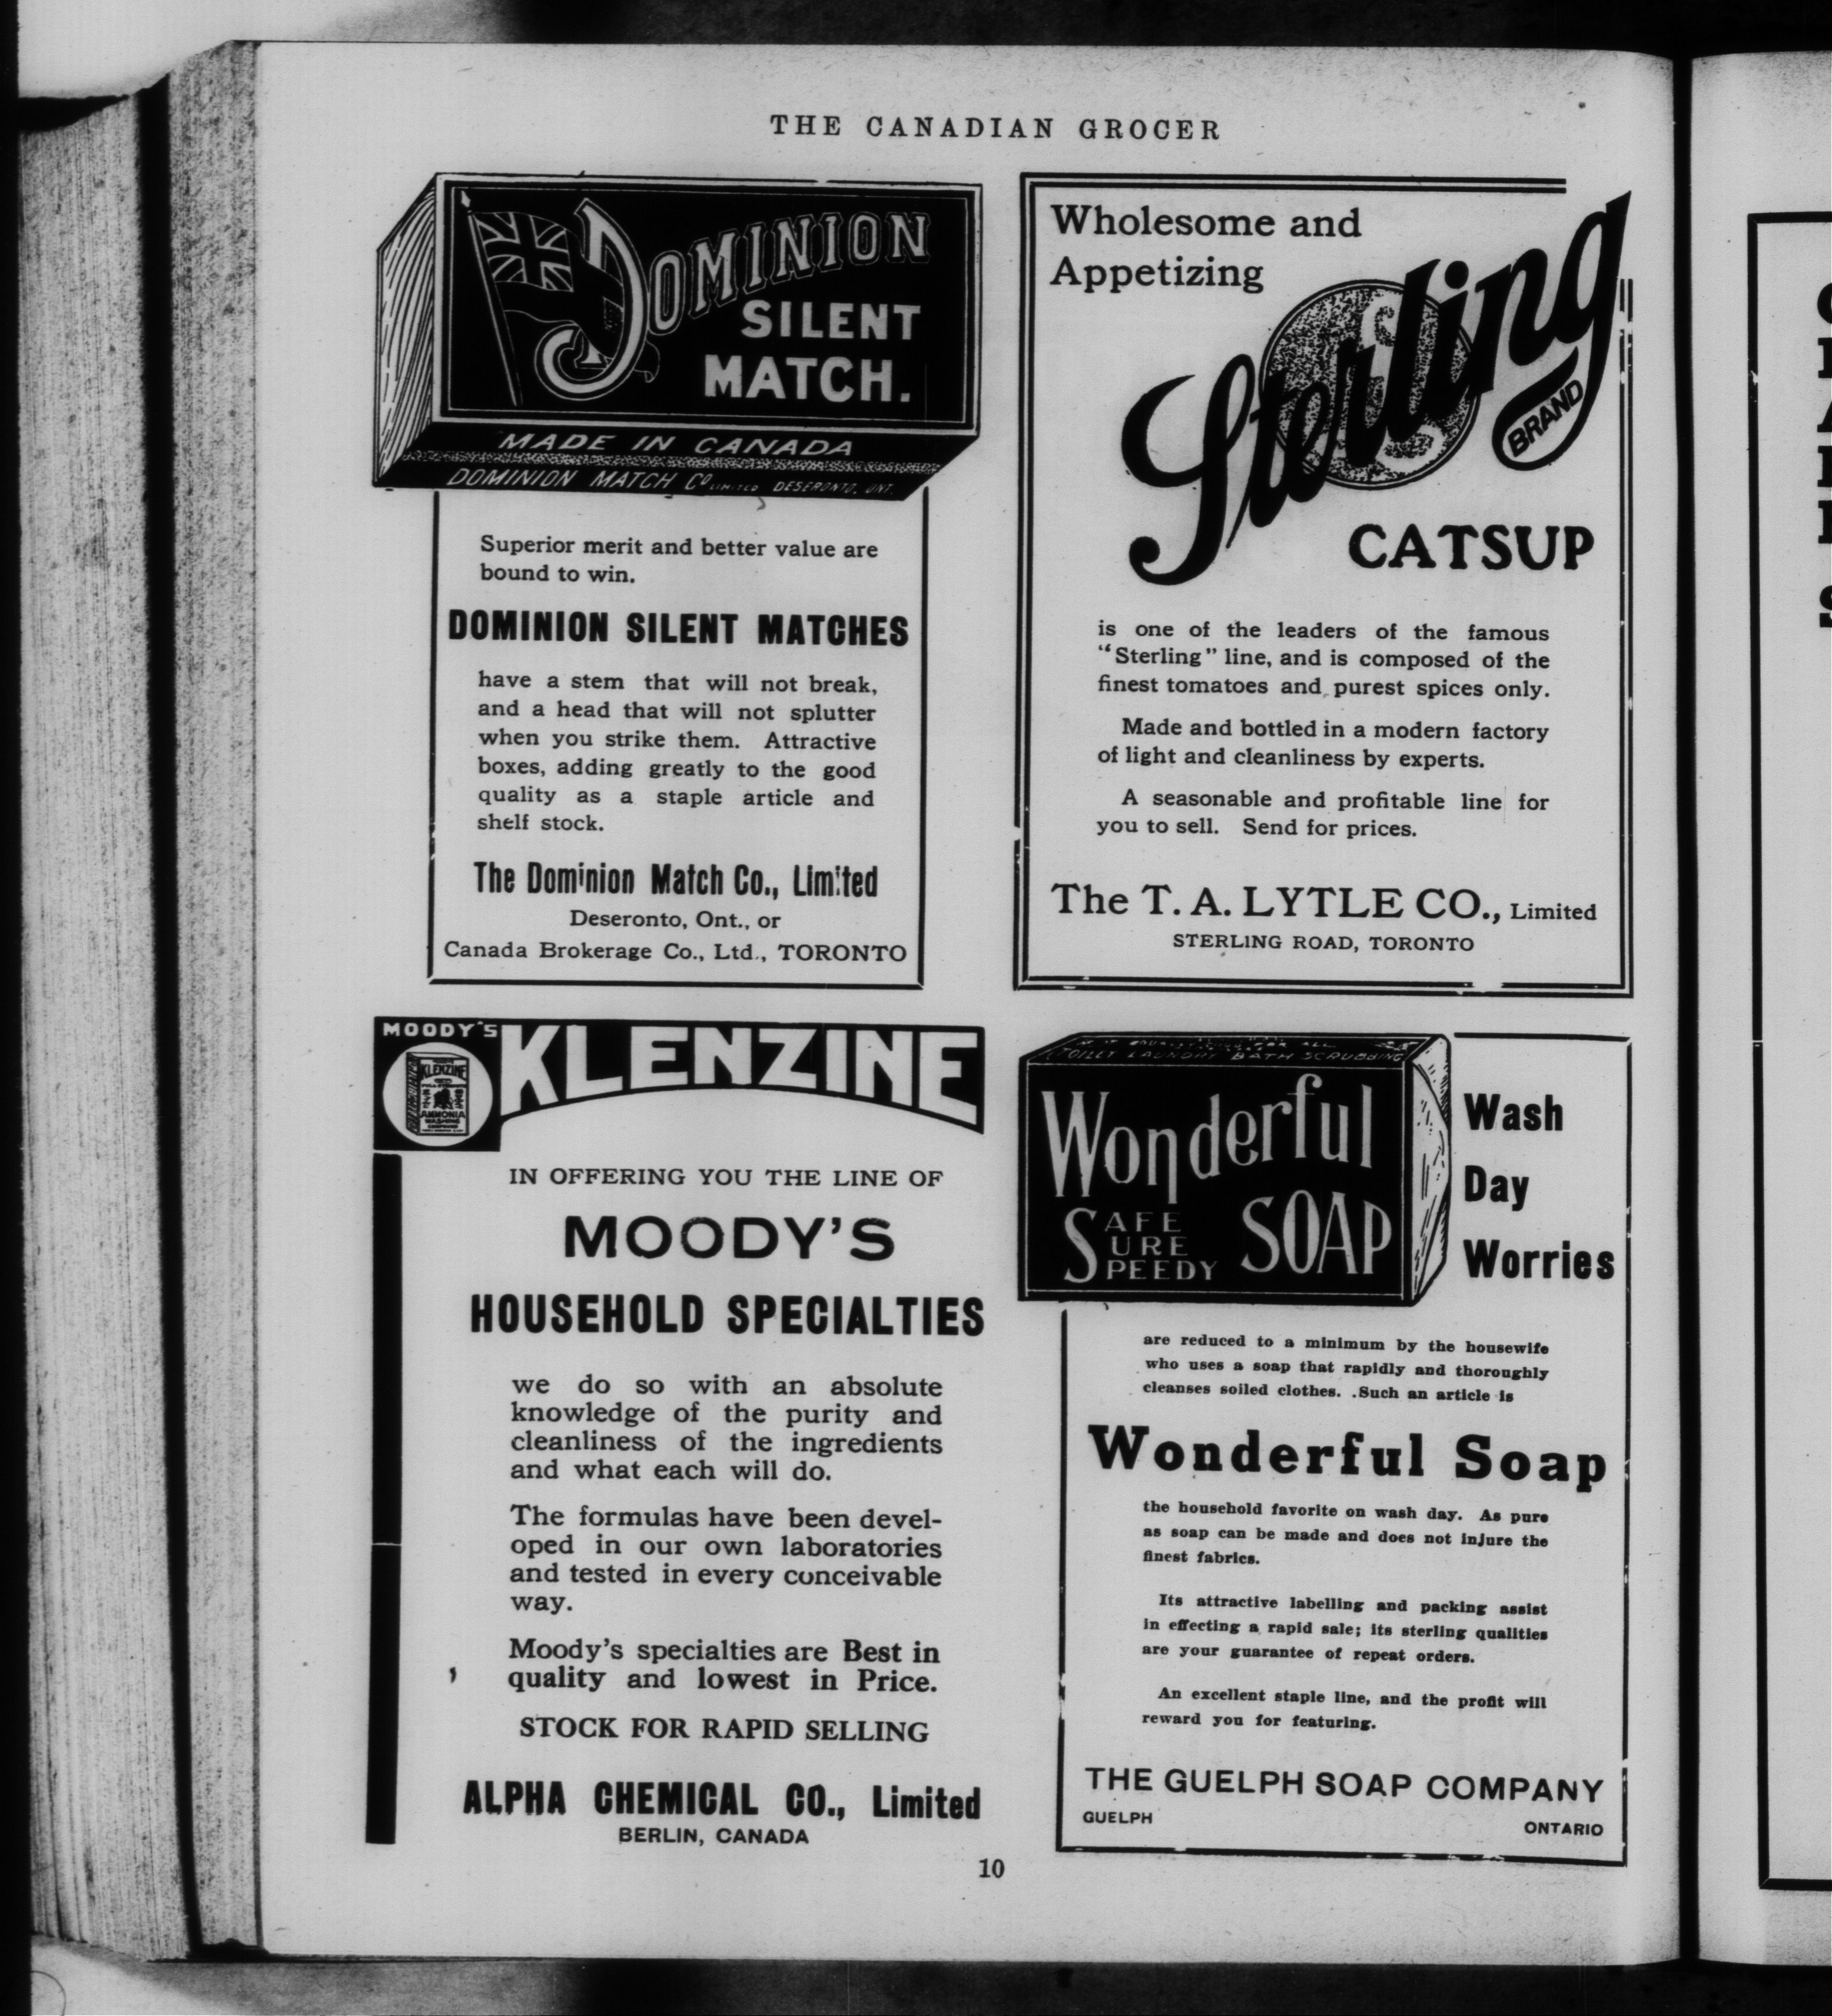 THE CANADIAN GROCER
DOMINION
SILENT
MATCH.
MADE IN CANADA
DOMINION MATCH Co LIMITED DESERONTO, ONT.
Superior merit and better value are
bound to win.
DOMINION SILENT MATCHES
have a stem that will not break,
and a head that will not splutter
when you strike them. Attractive
boxes, adding greatly to the good
quality as a staple article and
shelf stock.
The Dominion Match Co., Limited
Deseronto, Ont., or
Canada Brokerage Co., Ltd., TORONTO
Wholesome and
Appetizing
Sterling
BRAND
CATSUP
is one of the leaders of the famous
"Sterling" line, and is composed of the
finest tomatoes and purest spices only.
Made and bottled in a modern factory
of light and cleanliness by experts.
A seasonable and profitable line for
you to sell. Send for prices.
The T. A. LYTLE CO., Limited
STERLING ROAD, TORONTO
MOODY'S
KLENZINE
KLENZINE
AMMONIA
WASHING
IN OFFERING YOU THE LINE OF
MOODY'S
HOUSEHOLD SPECIALTIES
we do so with an absolute
knowledge of the purity and
cleanliness of the ingredients
and what each will do.
The formulas have been devel-
oped in our own laboratories
and tested in every conceivable
way.
Moody's specialties are Best in
quality and lowest in Price.
STOCK FOR RAPID SELLING
ALPHA CHEMICAL CO., Limited
BERLIN, CANADA
FOR ALL
TOILET LAUNDRY BATH SCRUBBING
Wonderful
SAFE
SURE
SPEEDY
SOAP
Wash
Day
Worries
are reduced to a minimum by the housewife
who uses a soap that rapidly and thoroughly
cleanses soiled clothes. Such an article is
Wonderful Soap
the household favorite on wash day. As pure
as soap can be made and does not injure the
finest fabrics.
Its attractive labelling and packing assist
in effecting a rapid sale; its sterling qualities
are your guarantee of repeat orders.
An excellent staple line, and the profit will
reward you for featuring.
THE GUELPH SOAP COMPANY
GUELPH ONTARIO
10